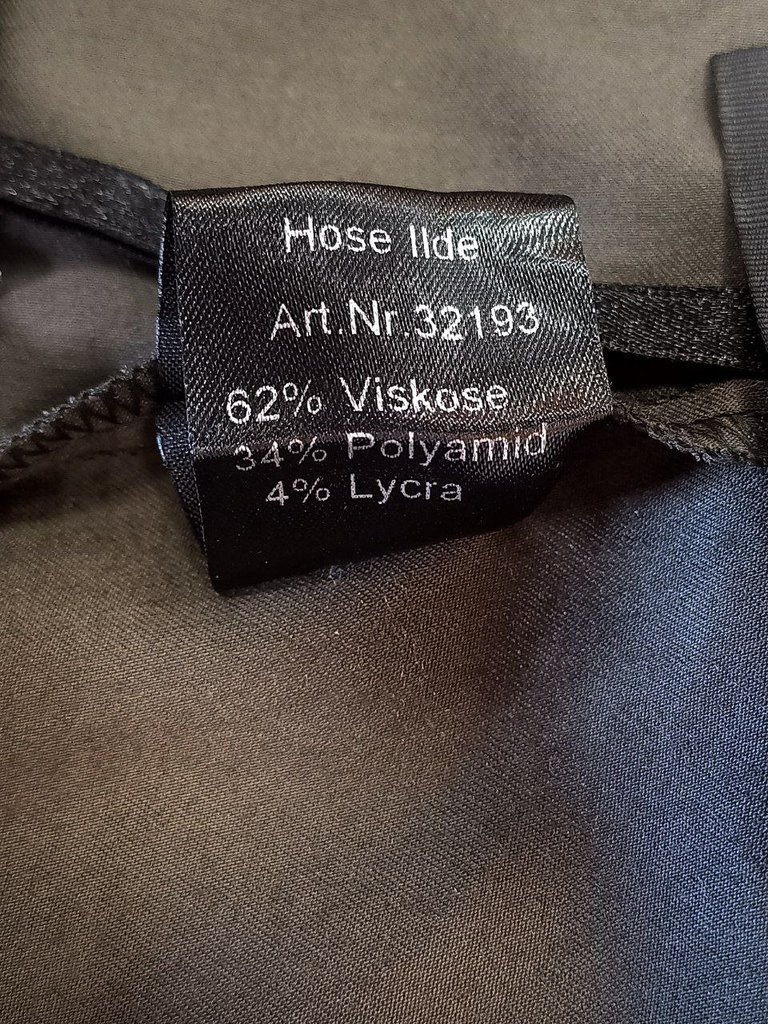 Hose Ilde
Art.Nr.32193
62% Viskose
34% Polyamid
4% Lycra